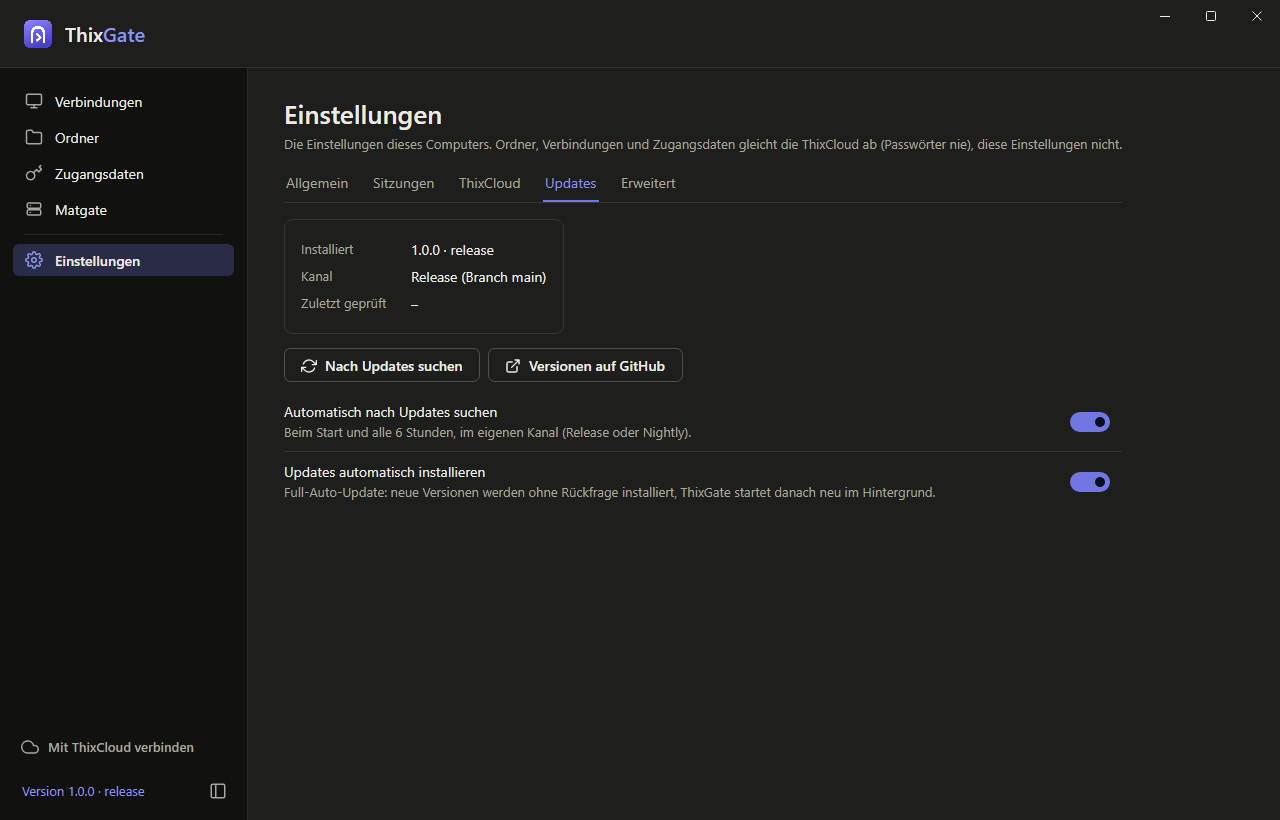 ThixGate
Verbindungen
Ordner
Zugangsdaten
Matgate
Einstellungen
Mit ThixCloud verbinden
Version 1.0.0 · release
Einstellungen
Die Einstellungen dieses Computers. Ordner, Verbindungen und Zugangsdaten gleicht die ThixCloud ab (Passwörter nie), diese Einstellungen nicht.
Allgemein Sitzungen ThixCloud Updates Erweitert
Installiert 1.0.0 · release
Kanal Release (Branch main)
Zuletzt geprüft –
Nach Updates suchen Versionen auf GitHub
Automatisch nach Updates suchen
Beim Start und alle 6 Stunden, im eigenen Kanal (Release oder Nightly).
Updates automatisch installieren
Full-Auto-Update: neue Versionen werden ohne Rückfrage installiert, ThixGate startet danach neu im Hintergrund.